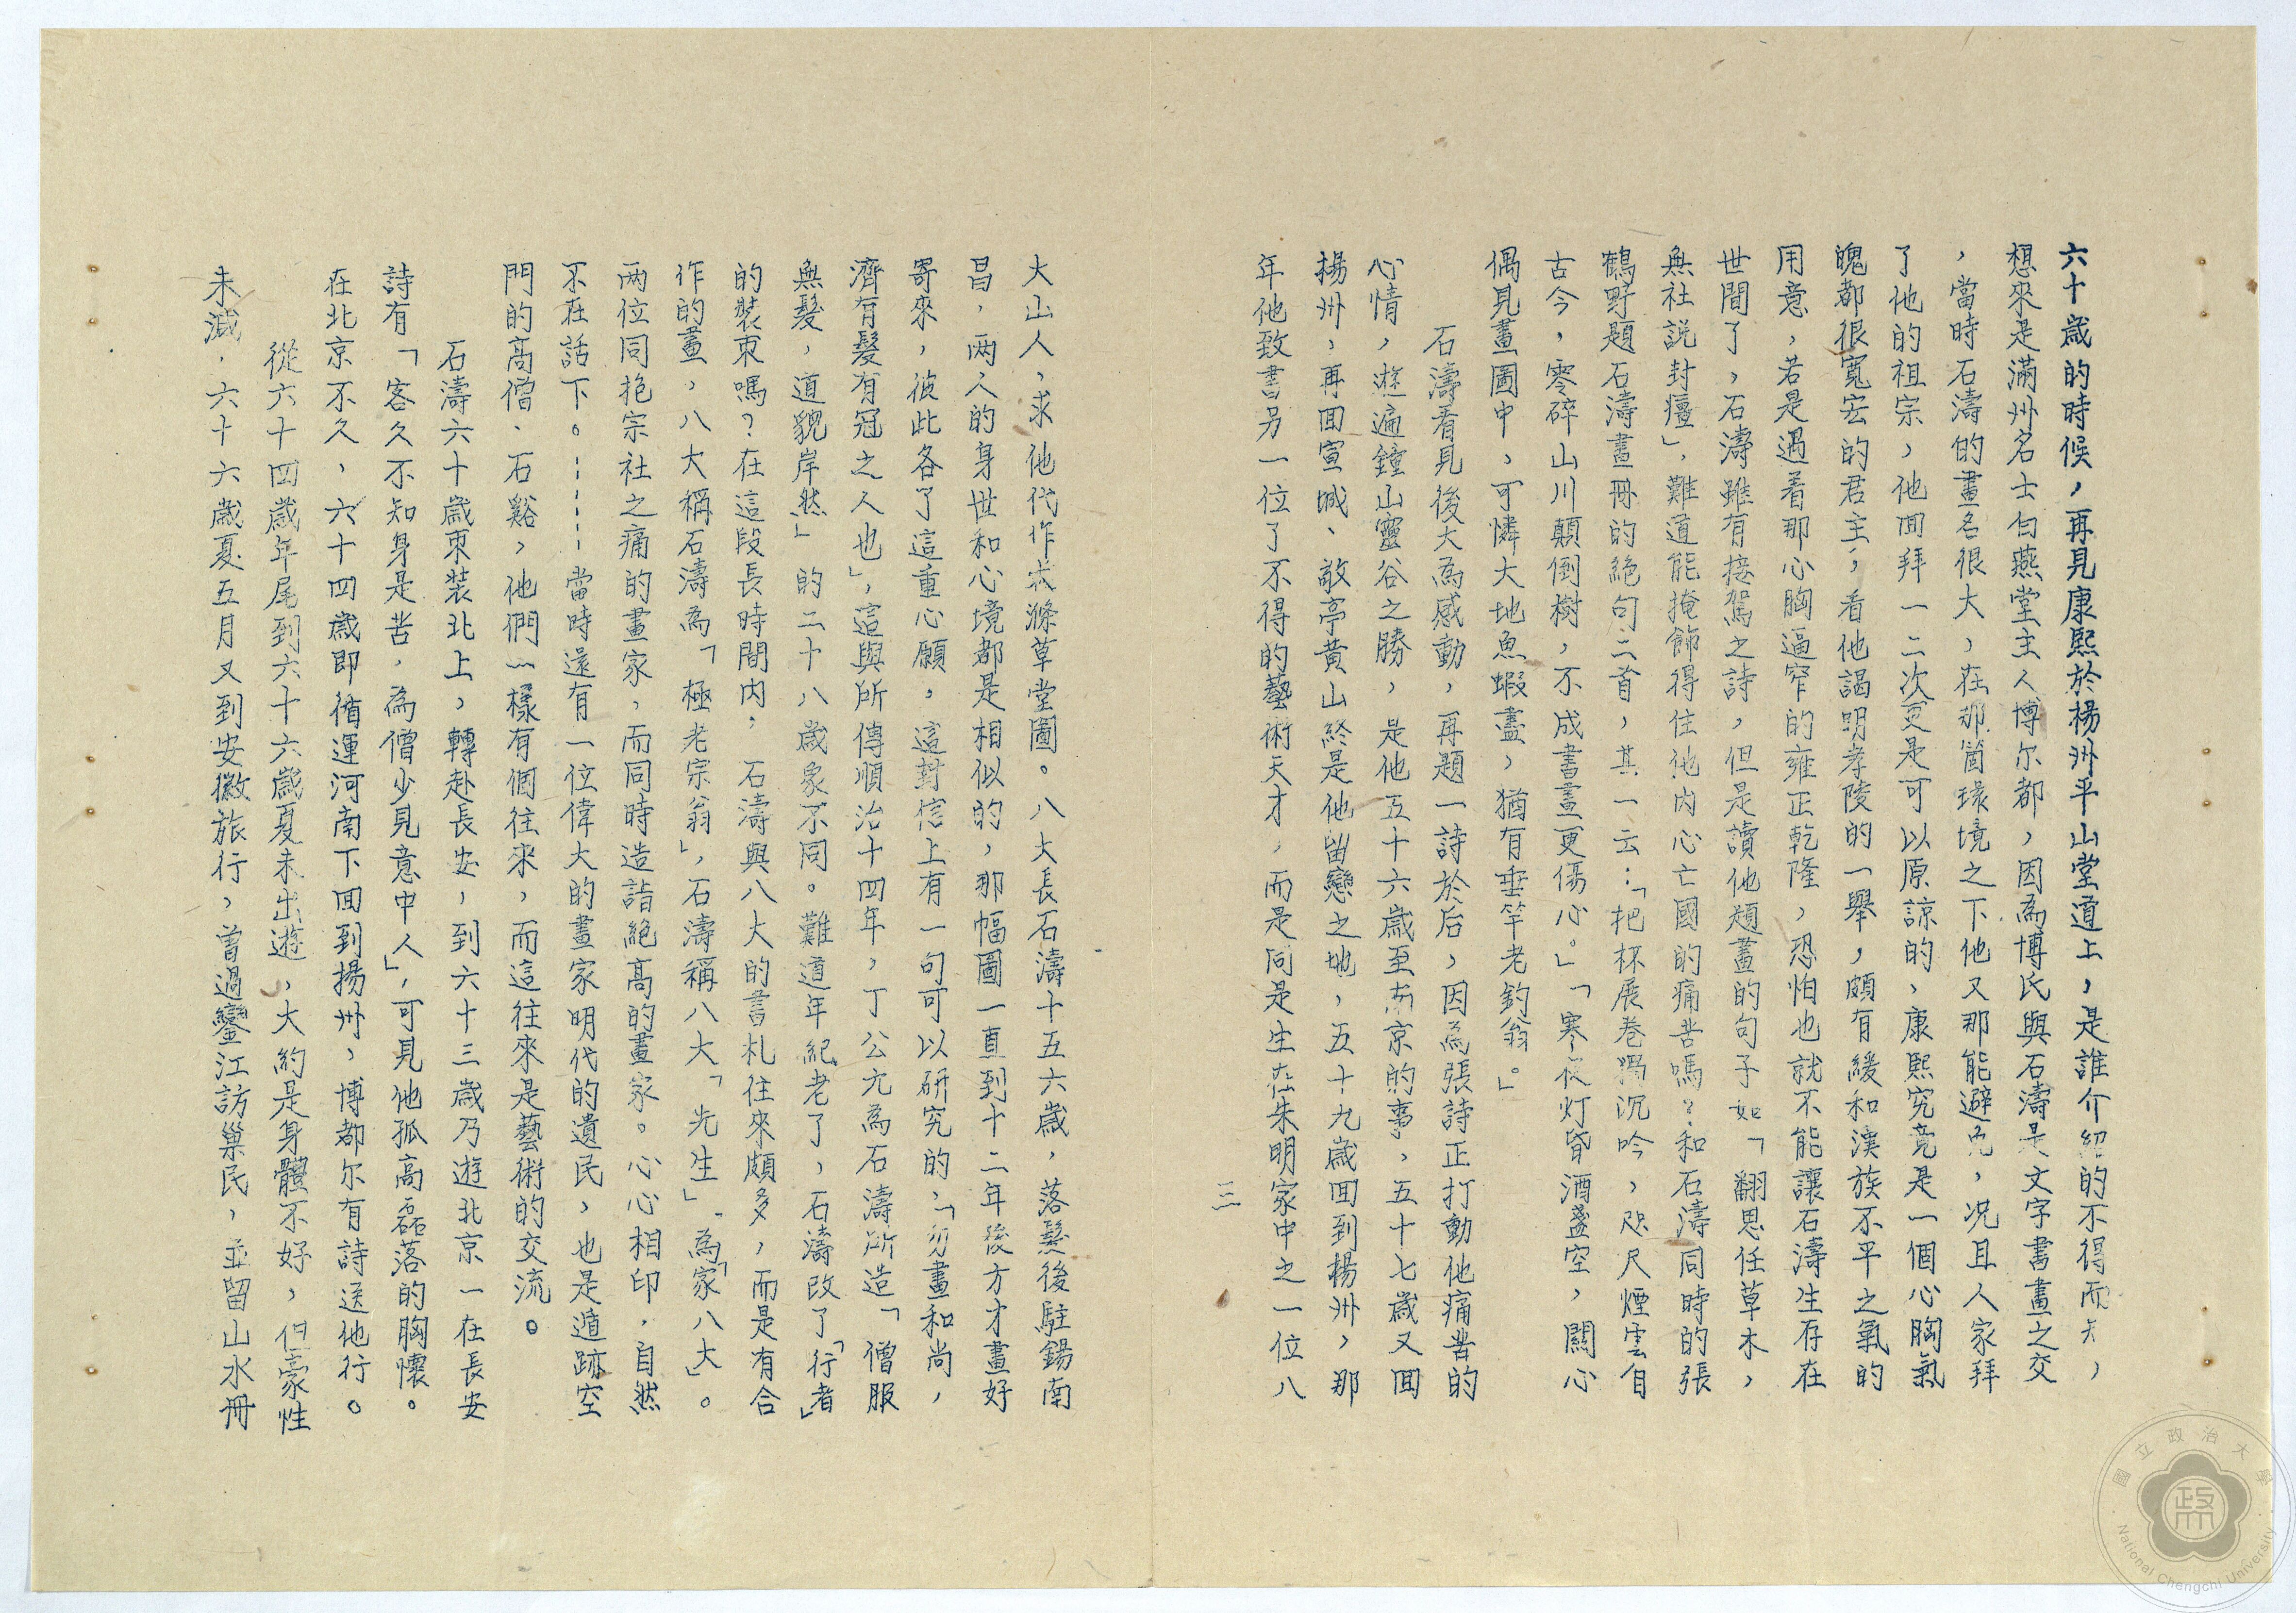 六十歲的時候，再見康熙於楊州平山堂道上，是誰介紹的不得而知，
想來是滿州名士白燕堂主人博尔都，因為博氏與石濤是文字書畫之交
，當時石濤的畫名很大，在那箇環境之下他又那能避免，況且人家拜
了他的祖宗，他回拜一二次更是可以原諒的，康熙究竟是一個心胸氣
魄都很寬宏的君主，看他謁明孝陵的一舉，頗有緩和漢族不平之氣的
用意，若是遇着那心胸逼窄的雍正乾隆，恐怕也就不能讓石濤生存在
世間了，石濤雖有接駕之詩，但是讀他題畫的句子如「翻思任草木，
無社説封疆」，難道能掩飾得住他內心亡國的痛苦嗎？和石濤同時的張
鶴野題石濤畫冊的絕句二首，其一云：「把杯展卷獨沉吟，咫尺煙雲自
古今，零碎山川顛倒樹，不成書畫更傷心。」「寒夜灯昏酒盞空，關心
偶見畫圖中，可憐大地魚蝦盡，猶有垂竿老釣翁。」
石濤看見後大為感動，再題一詩於后，因為張詩正打動他痛苦的
心情，遊遍鐘山靈谷之勝，是他五十六歲至南京的事，五十七歲又回
揚州，再回宣城、敬亭黃山終是他留戀之地，五十九歲回到楊州，那
年他致書另一位了不得的藝術天才，而是同是生在朱明家中之一位八
三
大山人，求他代作大滌草堂圖。八大長石濤十五六歲，落髮後駐錫南
昌，两人的身世和心境都是相似的，那幅圖一直到十二年後方才畫好
寄來，彼此各了這重心願，這封信上有一句可以研究的，「勿畫和尚，
濟有髮有冠之人也」，這與所傳順治十四年，丁公亢為石濤所造「僧服
無髮，道貌岸然」的二十八歲象不同。難道年紀老了，石濤改了「行者」
的裝束嗎？在這段長時間內，石濤與八大的書札往來頗多，而是有合
作的畫，八大稱石濤為「極老宗翁」，石濤稱八大「先生」為「家八大」。
两位同抱宗社之痛的畫家，而同時造詣絕高的畫家。心心相印，自然
不在話下。……當時還有一位偉大的畫家明代的遺民，也是遁跡空
門的高僧、石谿，他們一樣有個往來，而這往來是藝術的交流。
石濤六十歲束裝北上，轉赴長安，到六十三歲乃遊北京一在長安
詩有「客久不知身是苦，為僧少見意中人」，可見他孤高磊落的胸懷。
在北京不久，六十四歲即循運河南下回到揚州，博都尔有詩送他行。
從六十四歲年尾到六十六歲夏未出遊，大約是身體不好，但豪性
未減，六十六歲夏五月又到安徽旅行，曾過鑾江訪巢民，並留山水冊
國立政治大學
National Chengchi University